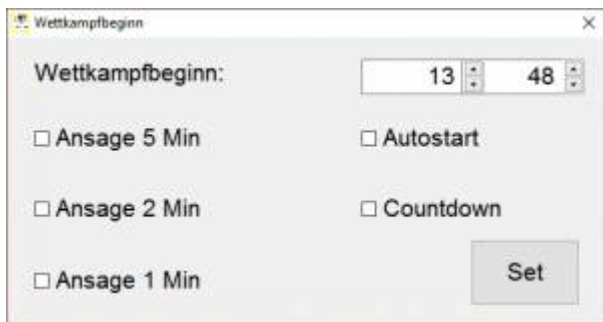 Wettkampfbeginn
Wettkampfbeginn: 13 48
Ansage 5 Min Autostart
Ansage 2 Min Countdown
Ansage 1 Min Set